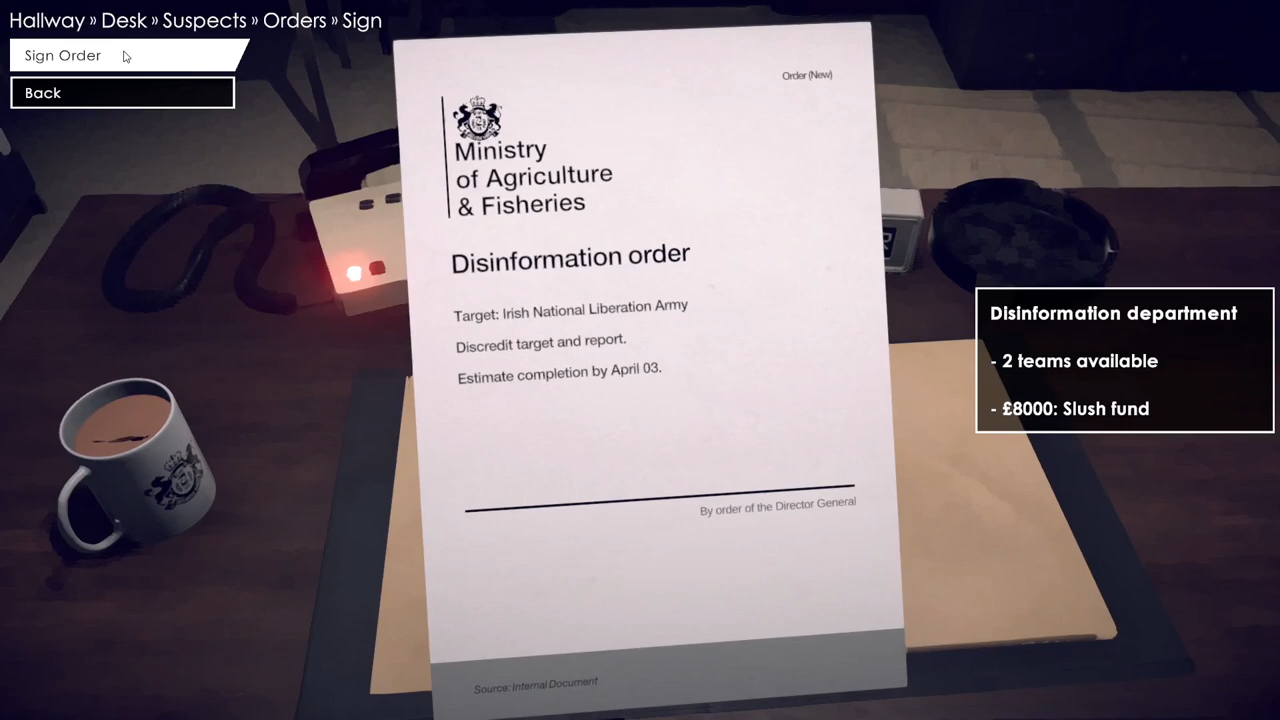 Hallway » Desk » Suspects » Orders » Sign
Sign Order
Back
Order (New)
Ministry
of Agriculture
& Fisheries
Disinformation order
Target: Irish National Liberation Army
Discredit target and report.
Estimate completion by April 03.
By order of the Director General
Source: Internal Document
Disinformation department
- 2 teams available
- £8000: Slush fund